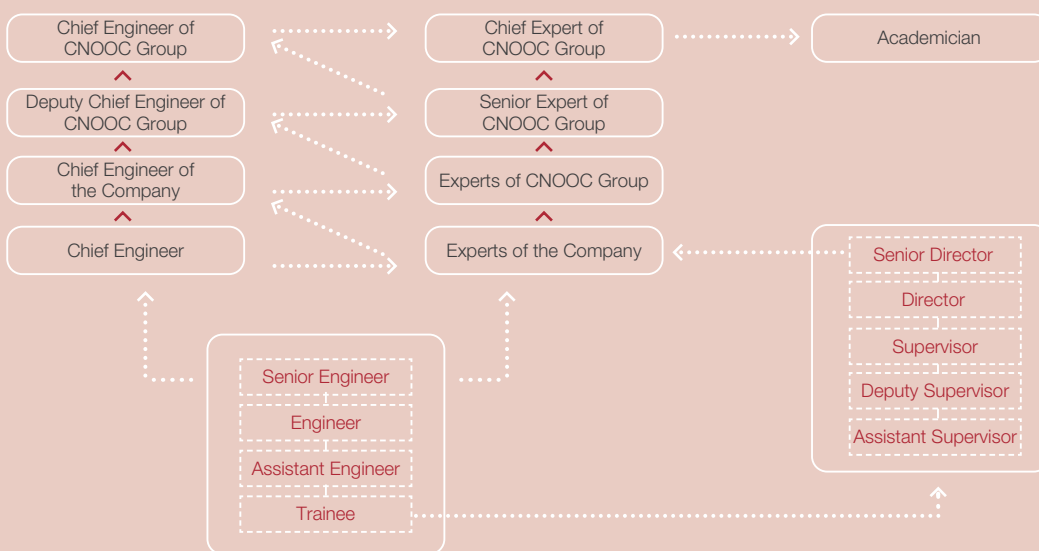 Chief Engineer of
CNOOC Group
Chief Expert of
CNOOC Group
Academician
Deputy Chief Engineer of
CNOOC Group
Senior Expert of
CNOOC Group
Chief Engineer of
the Company
Experts of CNOOC Group
Chief Engineer
Experts of the Company
Senior Director
Director
Supervisor
Deputy Supervisor
Assistant Supervisor
Senior Engineer
Engineer
Assistant Engineer
Trainee